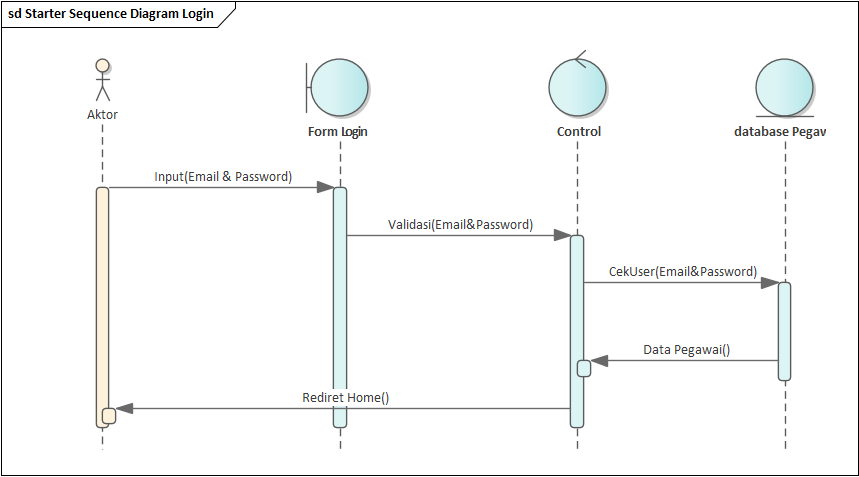 sd Starter Sequence Diagram Login
Aktor
Form Login
Control
database Pegav
Input(Email & Password)
Validasi(Email&Password)
CekUser(Email&Password)
Data Pegawai()
Rediret Home()